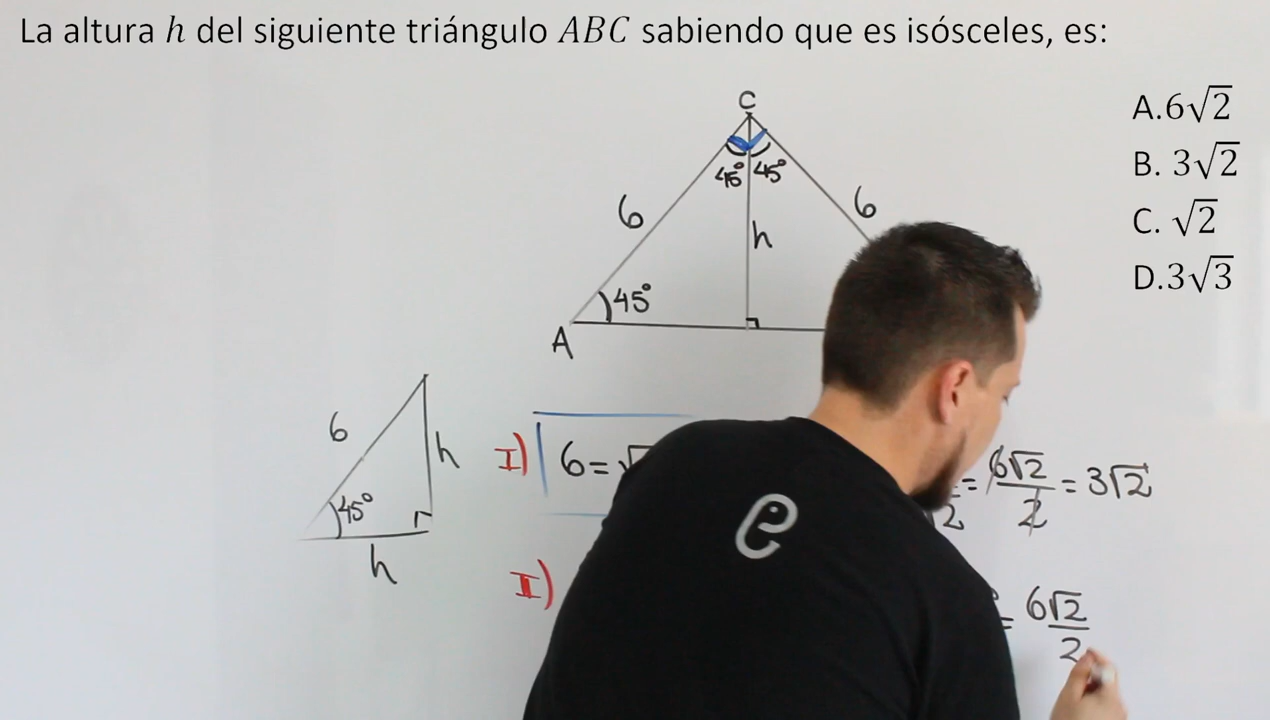 La altura h del siguiente triángulo ABC sabiendo que es isósceles, es:
A.6√2
B. 3√2
C. √2
D.3√3
C
45° 45°
6
6
h
45°
A
6
h
45°
h
I) 6=√
2 = 6√2/2 = 3√2
II)
= 6√2/2